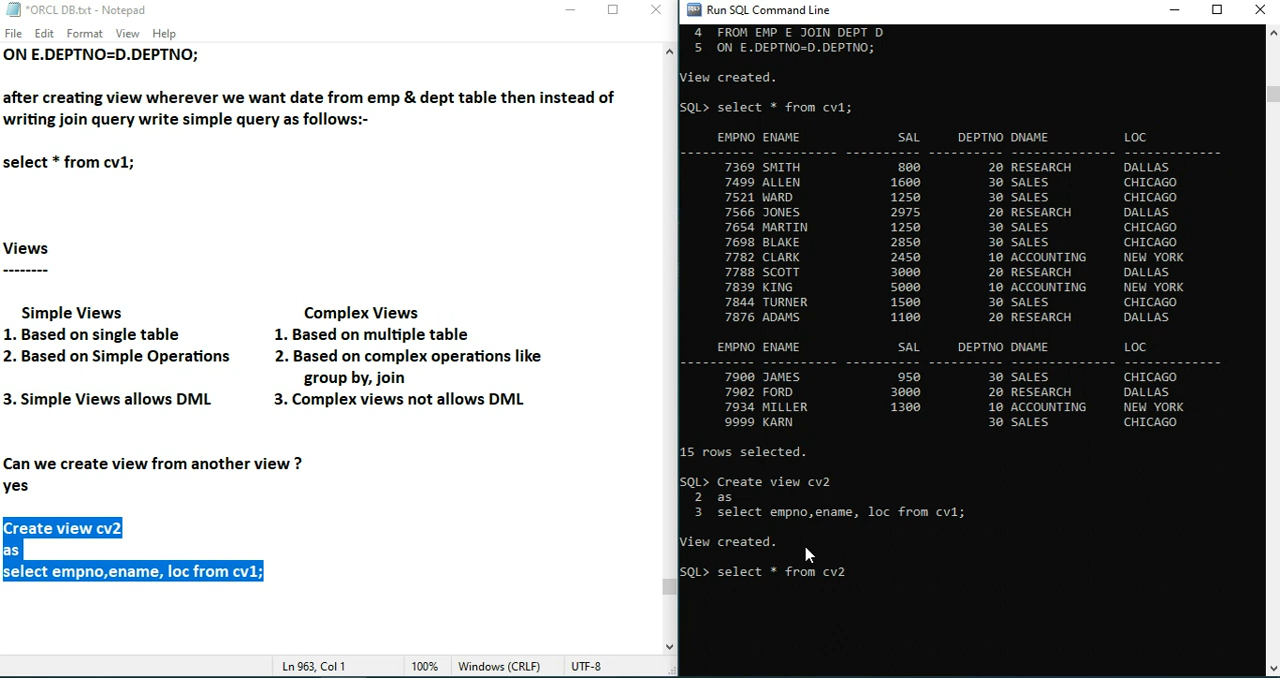 *ORCL DB.txt - Notepad
File Edit Format View Help
ON E.DEPTNO=D.DEPTNO;
after creating view wherever we want date from emp & dept table then instead of
writing join query write simple query as follows:-
select * from cv1;
Views
--------
Simple Views Complex Views
1. Based on single table 1. Based on multiple table
2. Based on Simple Operations 2. Based on complex operations like
group by, join
3. Simple Views allows DML 3. Complex views not allows DML
Can we create view from another view ?
yes
Create view cv2
as
select empno,ename, loc from cv1;
Ln 963, Col 1 100% Windows (CRLF) UTF-8
Run SQL Command Line
4 FROM EMP E JOIN DEPT D
5 ON E.DEPTNO=D.DEPTNO;
View created.
SQL> select * from cv1;
EMPNO ENAME SAL DEPTNO DNAME LOC
---------- ---------- ---------- ---------- -------------- -------------
7369 SMITH 800 20 RESEARCH DALLAS
7499 ALLEN 1600 30 SALES CHICAGO
7521 WARD 1250 30 SALES CHICAGO
7566 JONES 2975 20 RESEARCH DALLAS
7654 MARTIN 1250 30 SALES CHICAGO
7698 BLAKE 2850 30 SALES CHICAGO
7782 CLARK 2450 10 ACCOUNTING NEW YORK
7788 SCOTT 3000 20 RESEARCH DALLAS
7839 KING 5000 10 ACCOUNTING NEW YORK
7844 TURNER 1500 30 SALES CHICAGO
7876 ADAMS 1100 20 RESEARCH DALLAS
EMPNO ENAME SAL DEPTNO DNAME LOC
---------- ---------- ---------- ---------- -------------- -------------
7900 JAMES 950 30 SALES CHICAGO
7902 FORD 3000 20 RESEARCH DALLAS
7934 MILLER 1300 10 ACCOUNTING NEW YORK
9999 KARN 30 SALES CHICAGO
15 rows selected.
SQL> Create view cv2
2 as
3 select empno,ename, loc from cv1;
View created.
SQL> select * from cv2